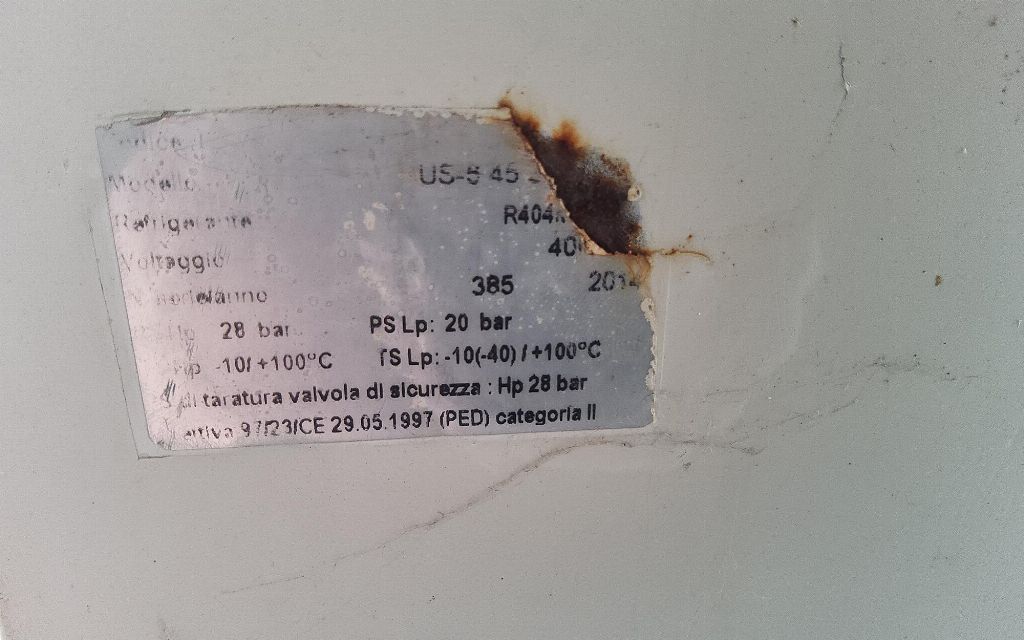 Modello US-5 45
Refrigerante R404
Voltaggio 40
385 2014
28 bar PS Lp: 20 bar
-10/ +100°C TS Lp: -10(-40) / +100°C
di taratura valvola di sicurezza : Hp 28 bar
97/23/CE 29.05.1997 (PED) categoria II